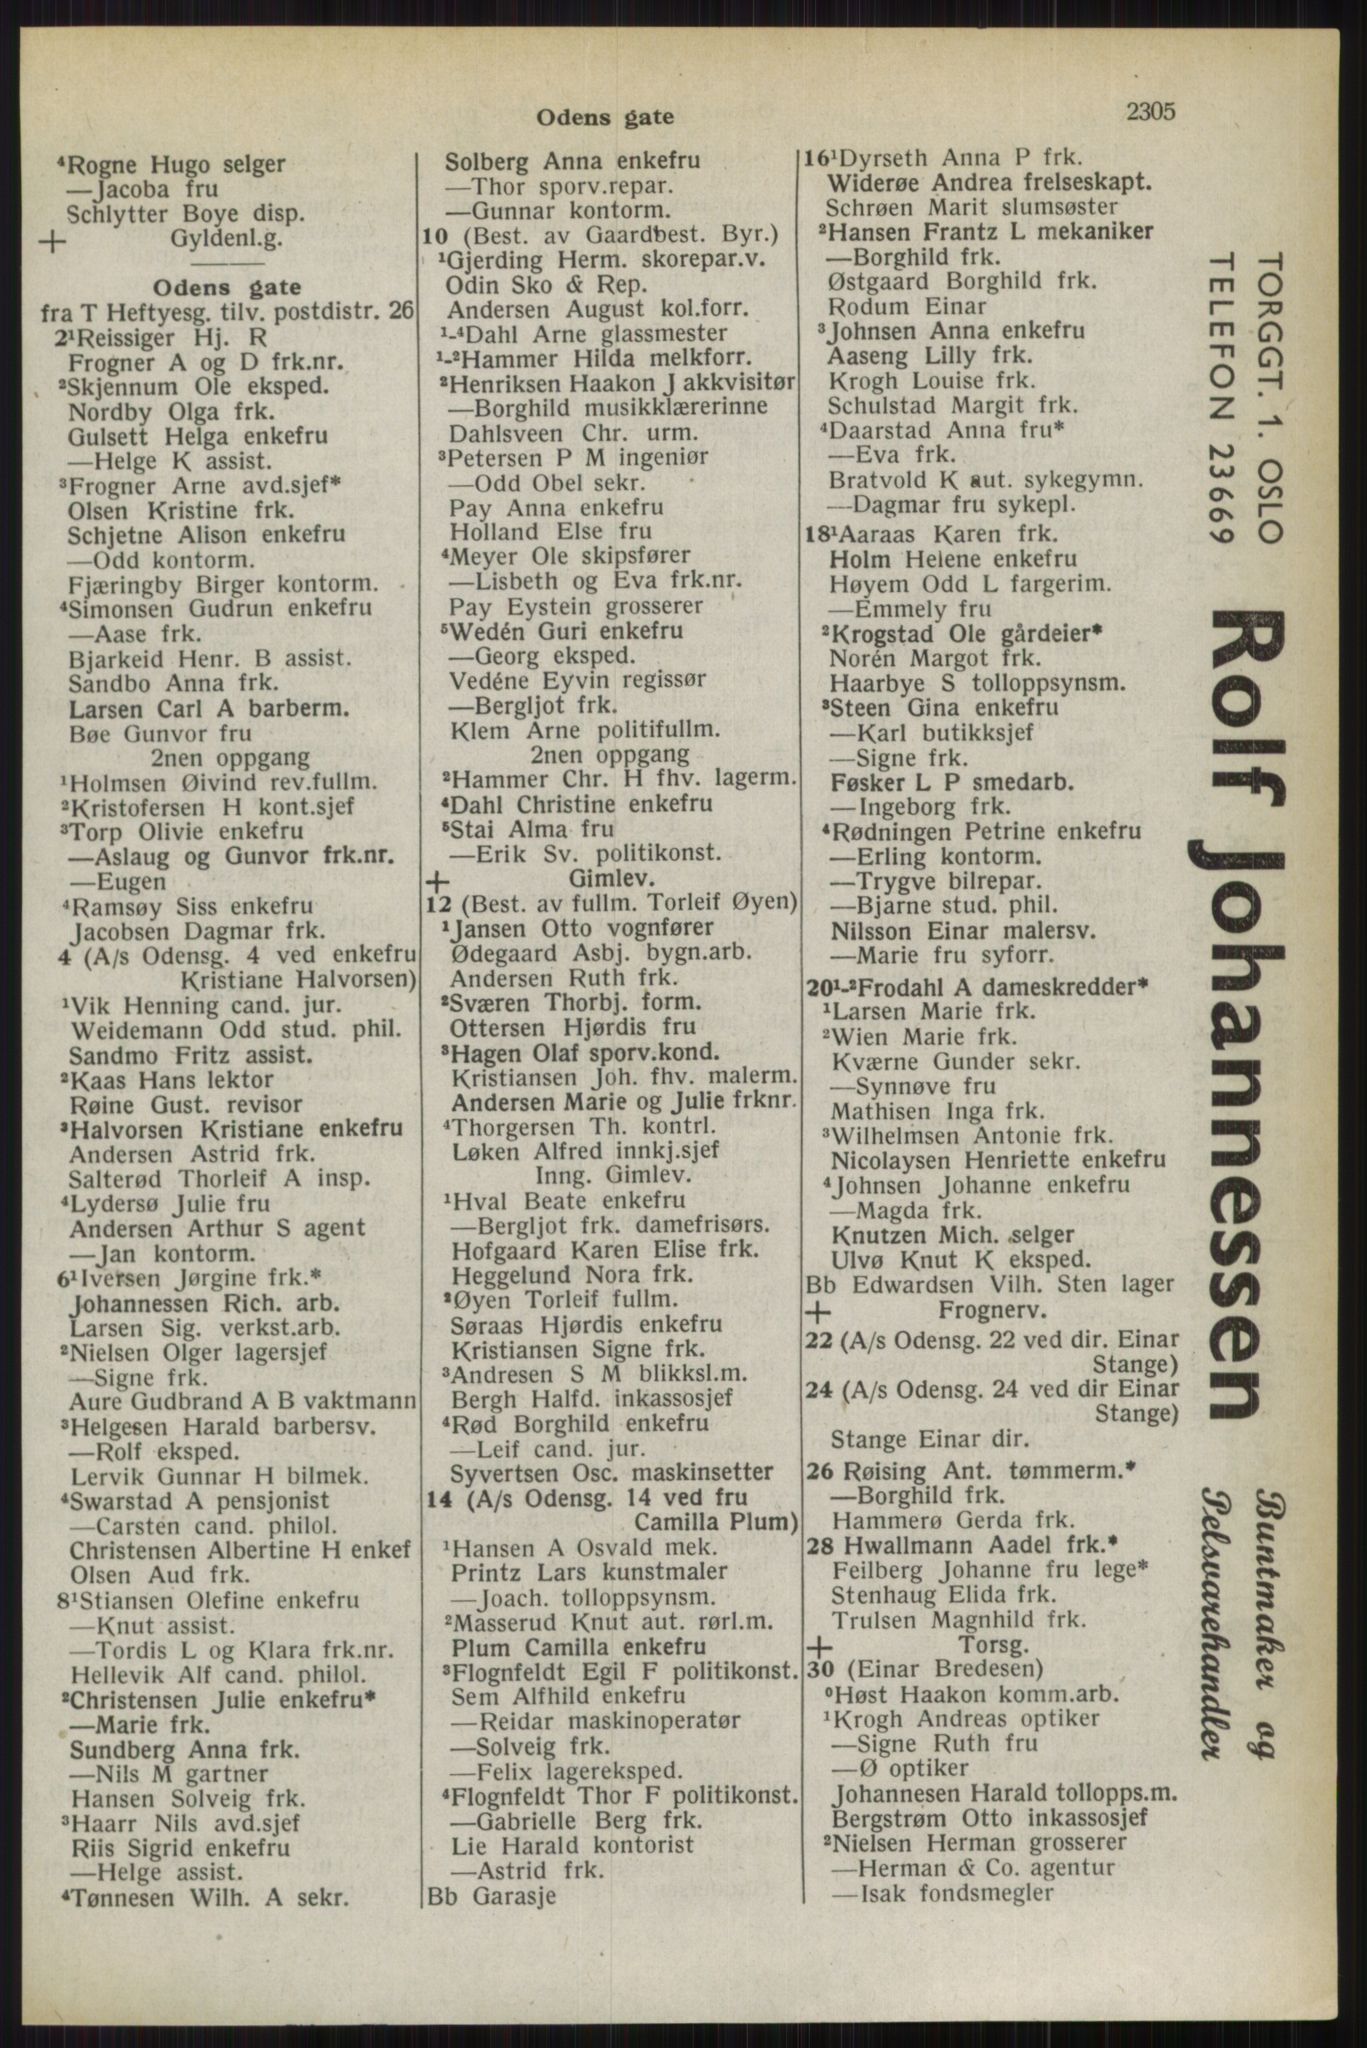 Odens gate
2305
⁴Rogne Hugo selger
—Jacoba fru
Schlytter Boye disp.
+ Gyldenl.g.
Odens gate
fra T Heftyesg. tilv. postdistr. 26
2¹Reissiger Hj. R
Frogner A og D frk.nr.
²Skjennum Ole eksped.
Nordby Olga frk.
Gulsett Helga enkefru
—Helge K assist.
³Frogner Arne avd.sjef*
Olsen Kristine frk.
Schjetne Alison enkefru
—Odd kontorm.
Fjæringby Birger kontorm.
⁴Simonsen Gudrun enkefru
—Aase frk.
Bjarkeid Henr. B assist.
Sandbo Anna frk.
Larsen Carl A barberm.
Bøe Gunvor fru
2nen oppgang
¹Holmsen Øivind rev.fullm.
²Kristofersen H kont.sjef
³Torp Olivie enkefru
—Aslaug og Gunvor frk.nr.
—Eugen
⁴Ramsøy Siss enkefru
Jacobsen Dagmar frk.
4 (A/s Odensg. 4 ved enkefru
Kristiane Halvorsen)
¹Vik Henning cand. jur.
Weidemann Odd stud. phil.
Sandmo Fritz assist.
²Kaas Hans lektor
Røine Gust. revisor
³Halvorsen Kristiane enkefru
Andersen Astrid frk.
Salterød Thorleif A insp.
⁴Lydersø Julie fru
Andersen Arthur S agent
—Jan kontorm.
6¹Iversen Jørgine frk.*
Johannessen Rich. arb.
Larsen Sig. verkst.arb.
²Nielsen Olger lagersjef
—Signe frk.
Aure Gudbrand A B vaktmann
³Helgesen Harald barbersv.
—Rolf eksped.
Lervik Gunnar H bilmek.
⁴Swarstad A pensjonist
—Carsten cand. philol.
Christensen Albertine H enkef
Olsen Aud frk.
8¹Stiansen Olefine enkefru
—Knut assist.
—Tordis L og Klara frk.nr.
Hellevik Alf cand. philol.
²Christensen Julie enkefru*
—Marie frk.
Sundberg Anna frk.
—Nils M gartner
Hansen Solveig frk.
³Haarr Nils avd.sjef
Riis Sigrid enkefru
—Helge assist.
⁴Tønnesen Wilh. A sekr.
Solberg Anna enkefru
—Thor sporv.repar.
—Gunnar kontorm.
10 (Best. av Gaardbest. Byr.)
¹Gjerding Herm. skorepar.v.
Odin Sko & Rep.
Andersen August kol.forr.
¹-⁴Dahl Arne glassmester
¹-²Hammer Hilda melkforr.
²Henriksen Haakon J akkvisitør
—Borghild musikklærerinne
Dahlsveen Chr. urm.
³Petersen P M ingeniør
—Odd Obel sekr.
Pay Anna enkefru
Holland Else fru
⁴Meyer Ole skipsfører
—Lisbeth og Eva frk.nr.
Pay Eystein grosserer
⁵Wedén Guri enkefru
—Georg eksped.
Vedéne Eyvin regissør
—Bergljot frk.
Klem Arne politifullm.
2nen oppgang
²Hammer Chr. H fhv. lagerm.
⁴Dahl Christine enkefru
⁵Stai Alma fru
—Erik Sv. politikonst.
+ Gimlev.
12 (Best. av fullm. Torleif Øyen)
¹Jansen Otto vognfører
Ødegaard Asbj. bygn.arb.
Andersen Ruth frk.
²Sværen Thorbj. form.
Ottersen Hjørdis fru
³Hagen Olaf sporv.kond.
Kristiansen Joh. fhv. malerm.
Andersen Marie og Julie frknr.
⁴Thorgersen Th. kontrl.
Løken Alfred innkj.sjef
Inng. Gimlev.
¹Hval Beate enkefru
—Bergljot frk. damefrisørs.
Hofgaard Karen Elise frk.
Heggelund Nora frk.
²Øyen Torleif fullm.
Søraas Hjørdis enkefru
Kristiansen Signe frk.
³Andresen S M blikksl.m.
Bergh Halfd. inkassosjef
⁴Rød Borghild enkefru
—Leif cand. jur.
Syvertsen Osc. maskinsetter
14 (A/s Odensg. 14 ved fru
Camilla Plum)
¹Hansen A Osvald mek.
Printz Lars kunstmaler
—Joach. tolloppsynsm.
²Masserud Knut aut. rørl.m.
Plum Camilla enkefru
³Flognfeldt Egil F politikonst.
Sem Alfhild enkefru
—Reidar maskinoperatør
—Solveig frk.
—Felix lagereksped.
⁴Flognfeldt Thor F politikonst.
—Gabrielle Berg frk.
Lie Harald kontorist
—Astrid frk.
Bb Garasje
16¹Dyrseth Anna P frk.
Widerøe Andrea frelseskapt.
Schrøen Marit slumsøster
²Hansen Frantz L mekaniker
—Borghild frk.
Østgaard Borghild frk.
Rodum Einar
³Johnsen Anna enkefru
Aaseng Lilly frk.
Krogh Louise frk.
Schulstad Margit frk.
⁴Daarstad Anna fru*
—Eva frk.
Bratvold K aut. sykegymn.
—Dagmar fru sykepl.
18¹Aaraas Karen frk.
Holm Helene enkefru
Høyem Odd L fargerim.
—Emmely fru
²Krogstad Ole gårdeier*
Norén Margot frk.
Haarbye S tolloppsynsm.
³Steen Gina enkefru
—Karl butikksjef
—Signe frk.
Føsker L P smedarb.
—Ingeborg frk.
⁴Rødningen Petrine enkefru
—Erling kontorm.
—Trygve bilrepar.
—Bjarne stud. phil.
Nilsson Einar malersv.
—Marie fru syforr.
20¹-²Frodahl A dameskredder*
¹Larsen Marie frk.
²Wien Marie frk.
Kværne Gunder sekr.
—Synnøve fru
Mathisen Inga frk.
³Wilhelmsen Antonie frk.
Nicolaysen Henriette enkefru
⁴Johnsen Johanne enkefru
—Magda frk.
Knutzen Mich. selger
Ulvø Knut K eksped.
Bb Edwardsen Vilh. Sten lager
+ Frognerv.
22 (A/s Odensg. 22 ved dir. Einar
Stange)
24 (A/s Odensg. 24 ved dir Einar
Stange)
Stange Einar dir.
26 Røising Ant. tømmerm.*
—Borghild frk.
Hammerø Gerda frk.
28 Hwallmann Aadel frk.*
Feilberg Johanne fru lege*
Stenhaug Elida frk.
Trulsen Magnhild frk.
+ Torsg.
30 (Einar Bredesen)
⁰Høst Haakon komm.arb.
¹Krogh Andreas optiker
—Signe Ruth fru
—Ø optiker
Johannesen Harald tollopps.m.
Bergstrøm Otto inkassosjef
²Nielsen Herman grosserer
—Herman & Co. agentur
—Isak fondsmegler
TORGGT. 1. OSLO
TELEFON 23669
Rolf Johannessen
Buntmaker og
Pelsvarehandler